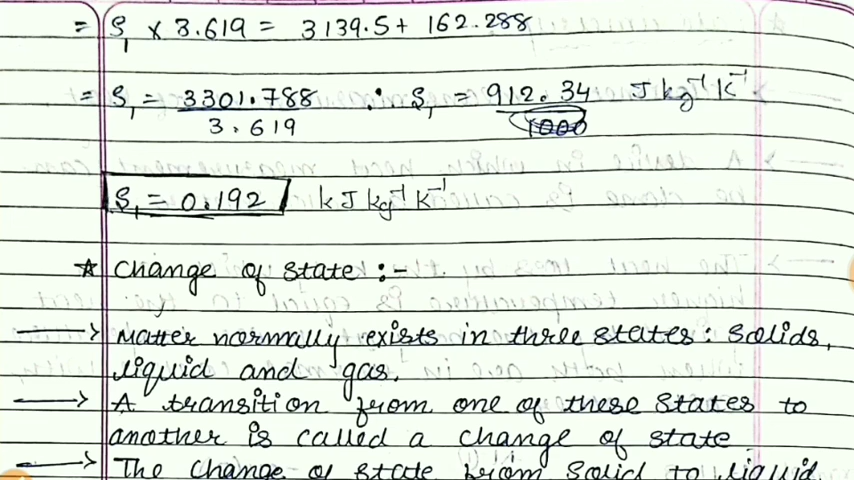 = S₁ × 3.619 = 3139.5 + 162.288
= S₁ = 3301.788 / 3.619 ∴ S₁ = 912.34 / 1000 J kg⁻¹ K⁻¹
S₁ = 0.192 kJ kg⁻¹ K⁻¹
* Change of state :-
→ Matter normally exists in three states : solids,
liquid and gas.
→ A transition from one of these states to
another is called a change of state
→ The change of state from solid to liquid